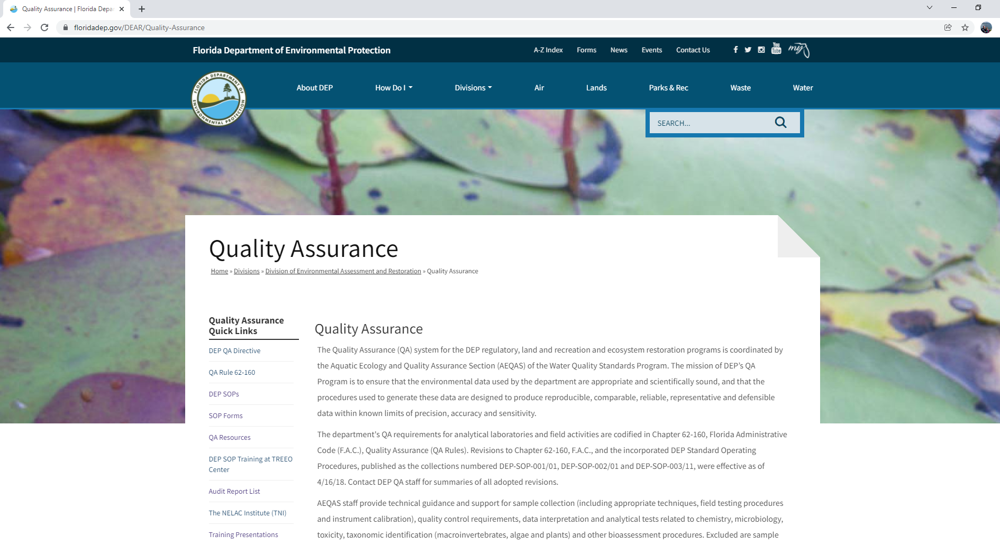 Quality Assurance | Florida Depar
floridadep.gov/DEAR/Quality-Assurance
Florida Department of Environmental Protection
A-Z Index Forms News Events Contact Us
You
Tube
my
FLORIDA DEPARTMENT OF ENVIRONMENTAL PROTECTION
About DEP How Do I Divisions Air Lands Parks & Rec Waste Water
SEARCH...
Quality Assurance
Home » Divisions » Division of Environmental Assessment and Restoration » Quality Assurance
Quality Assurance
Quick Links
DEP QA Directive
QA Rule 62-160
DEP SOPs
SOP Forms
QA Resources
DEP SOP Training at TREEO
Center
Audit Report List
The NELAC Institute (TNI)
Training Presentations
Quality Assurance
The Quality Assurance (QA) system for the DEP regulatory, land and recreation and ecosystem restoration programs is coordinated by
the Aquatic Ecology and Quality Assurance Section (AEQAS) of the Water Quality Standards Program. The mission of DEP’s QA
Program is to ensure that the environmental data used by the department are appropriate and scientifically sound, and that the
procedures used to generate these data are designed to produce reproducible, comparable, reliable, representative and defensible
data within known limits of precision, accuracy and sensitivity.
The department's QA requirements for analytical laboratories and field activities are codified in Chapter 62-160, Florida Administrative
Code (F.A.C.), Quality Assurance (QA Rules). Revisions to Chapter 62-160, F.A.C., and the incorporated DEP Standard Operating
Procedures, published as the collections numbered DEP-SOP-001/01, DEP-SOP-002/01 and DEP-SOP-003/11, were effective as of
4/16/18. Contact DEP QA staff for summaries of all adopted revisions.
AEQAS staff provide technical guidance and support for sample collection (including appropriate techniques, field testing procedures
and instrument calibration), quality control requirements, data interpretation and analytical tests related to chemistry, microbiology,
toxicity, taxonomic identification (macroinvertebrates, algae and plants) and other bioassessment procedures. Excluded are sample